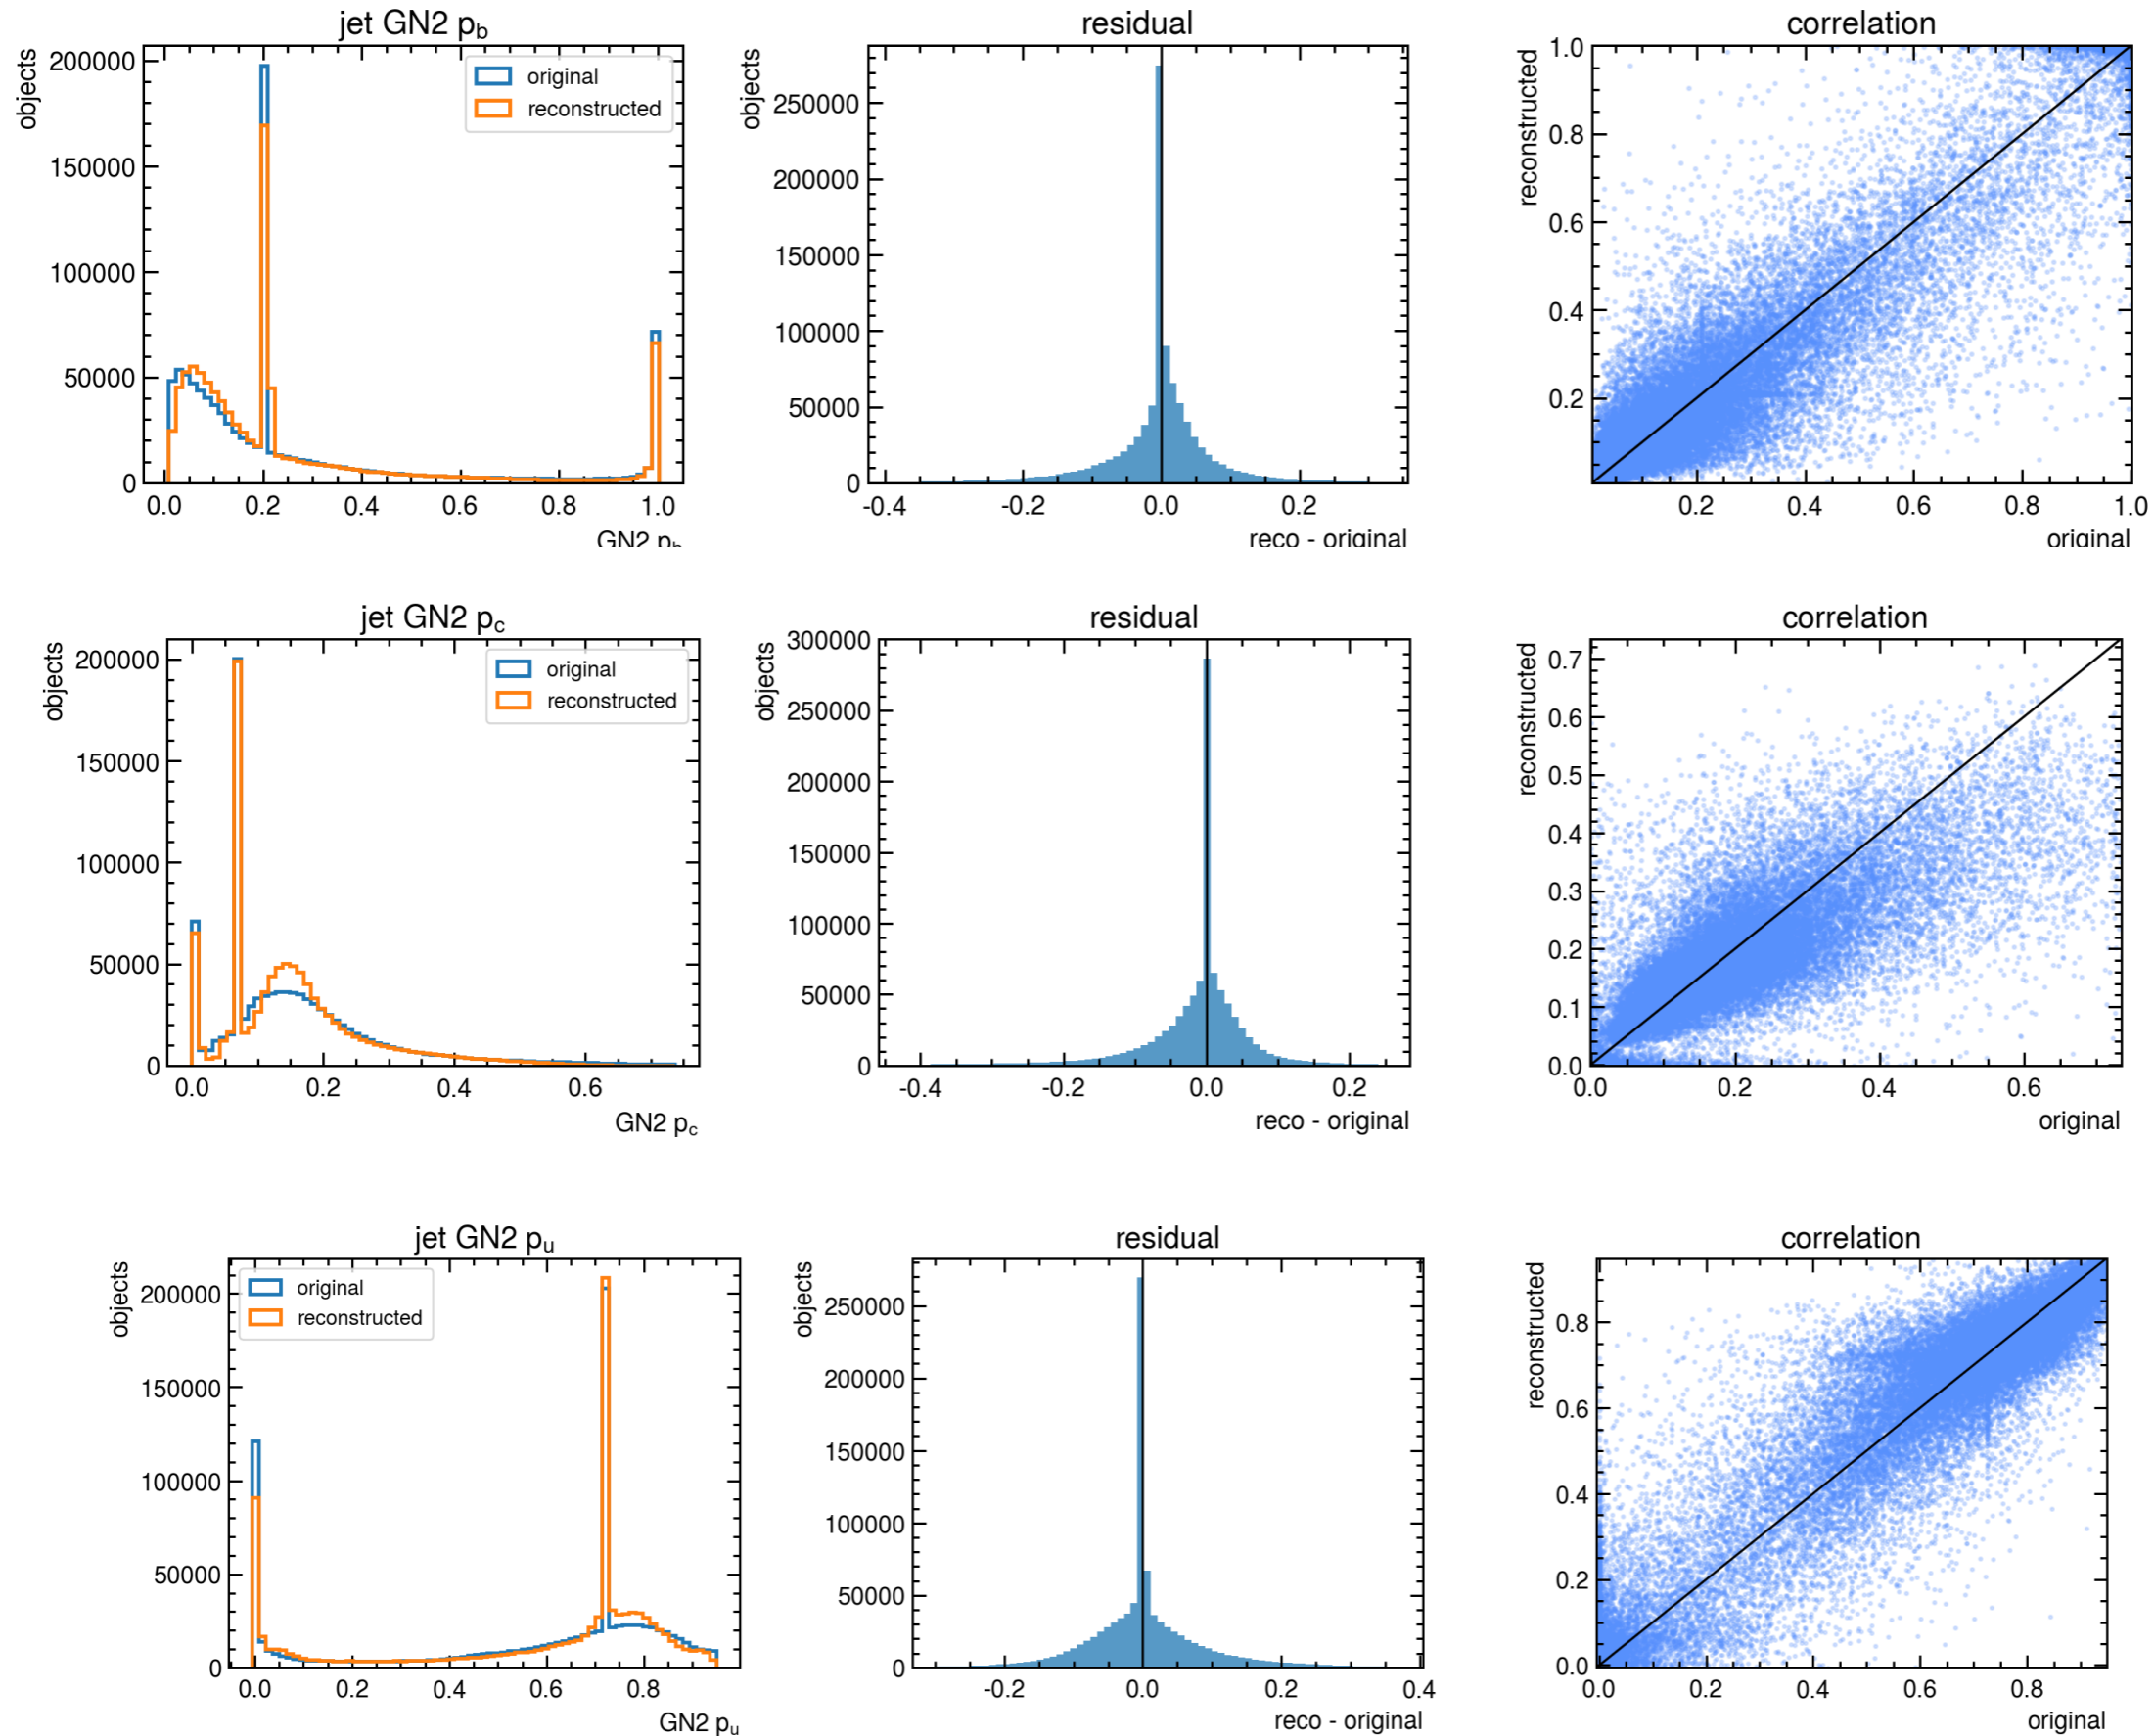 jet GN2 p_b
objects
200000
150000
100000
50000
0
original
reconstructed
0.0 0.2 0.4 0.6 0.8 1.0
GN2 p_b
residual
objects
250000
200000
150000
100000
50000
0
-0.4 -0.2 0.0 0.2
reco - original
correlation
reconstructed
1.0
0.8
0.6
0.4
0.2
0.2 0.4 0.6 0.8 1.0
original
jet GN2 p_c
objects
200000
150000
100000
50000
0
original
reconstructed
0.0 0.2 0.4 0.6
GN2 p_c
residual
objects
300000
250000
200000
150000
100000
50000
0
-0.4 -0.2 0.0 0.2
reco - original
correlation
reconstructed
0.7
0.6
0.5
0.4
0.3
0.2
0.1
0.0
0.0 0.2 0.4 0.6
original
jet GN2 p_u
objects
200000
150000
100000
50000
0
original
reconstructed
0.0 0.2 0.4 0.6 0.8
GN2 p_u
residual
objects
250000
200000
150000
100000
50000
0
-0.2 0.0 0.2 0.4
reco - original
correlation
reconstructed
0.8
0.6
0.4
0.2
0.0
0.0 0.2 0.4 0.6 0.8
original